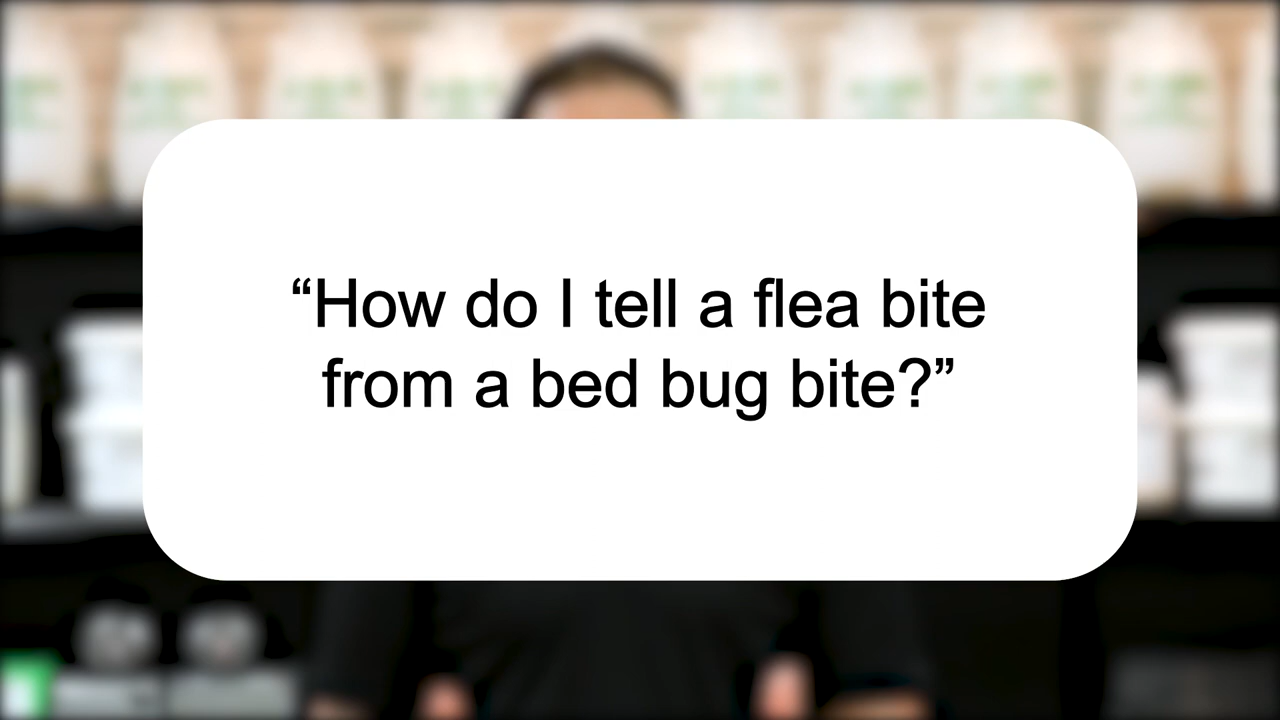 “How do I tell a flea bite
from a bed bug bite?”